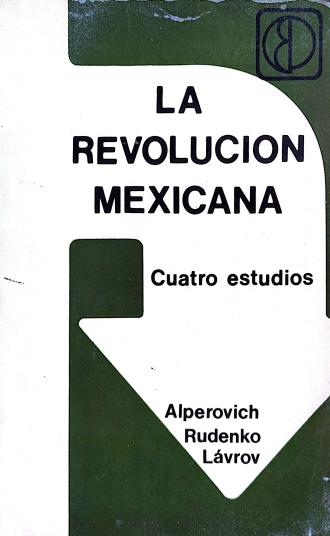 LA
REVOLUCION
MEXICANA
Cuatro estudios
Alperovich
Rudenko
Lávrov